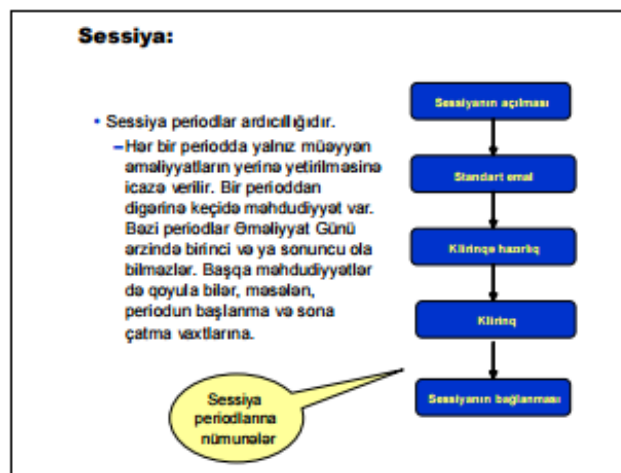 Sessiya:
• Sessiya periodlar ardıcıllığıdır.
–Hər bir periodda yalnız müəyyən
əməliyyatların yerinə yetirilməsinə
icazə verilir. Bir perioddan
digərinə keçidə məhdudiyyət var.
Bəzi periodlar Əməliyyat Günü
ərzində birinci və ya sonuncu ola
bilməzlər. Başqa məhdudiyyətlər
də qoyula bilər, məsələn,
periodun başlanma və sona
çatma vaxtlarına.
Sessiyanın açılması
Standart emal
Klirinqə hazırlıq
Klirinq
Sessiyanın bağlanması
Sessiya
periodlarına
nümunələr